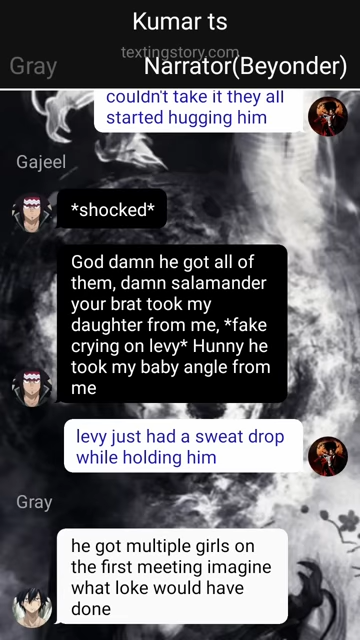 Kumar ts
textingstory.com
Gray
Narrator(Beyonder)
couldn't take it they all
started hugging him
Gajeel
*shocked*
God damn he got all of
them, damn salamander
your brat took my
daughter from me, *fake
crying on levy* Hunny he
took my baby angle from
me
levy just had a sweat drop
while holding him
Gray
he got multiple girls on
the first meeting imagine
what loke would have
done